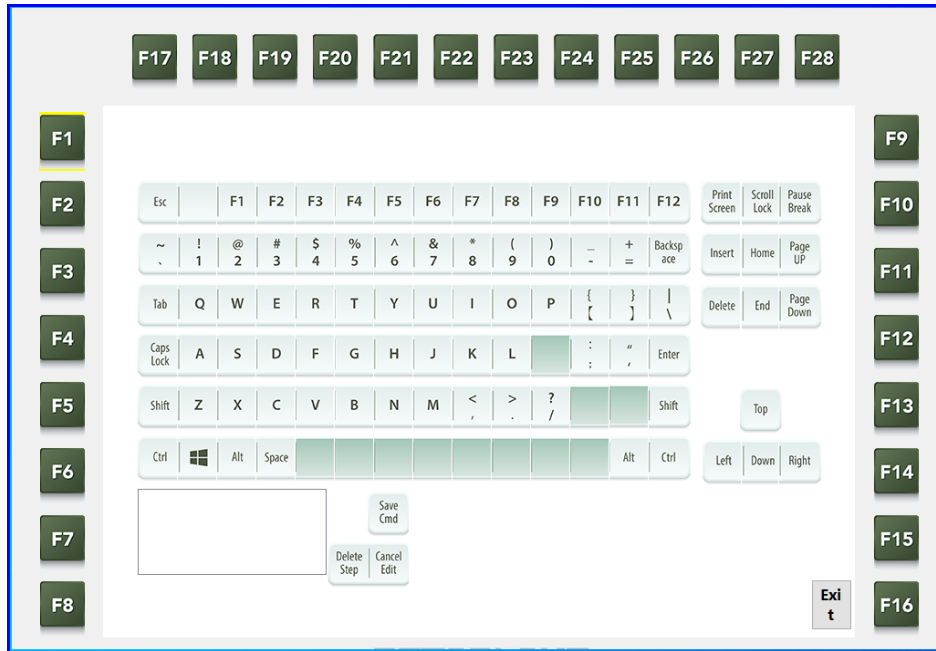 F17 F18 F19 F20 F21 F22 F23 F24 F25 F26 F27 F28
F1
F2
F3
F4
F5
F6
F7
F8
Esc F1 F2 F3 F4 F5 F6 F7 F8 F9 F10 F11 F12
~ ! @ # $ % ^ & * ( ) _ + Backsp
` 1 2 3 4 5 6 7 8 9 0 - = ace
Tab Q W E R T Y U I O P { } |
【 】 \
Caps A S D F G H J K L : " Enter
Lock ; ,
Shift Z X C V B N M < > ? Shift
, . /
Ctrl Alt Space Alt Ctrl
Print Scroll Pause
Screen Lock Break
Insert Home Page
UP
Delete End Page
Down
Top
Left Down Right
Save
Cmd
Delete Cancel
Step Edit
Exi
t
F9
F10
F11
F12
F13
F14
F15
F16